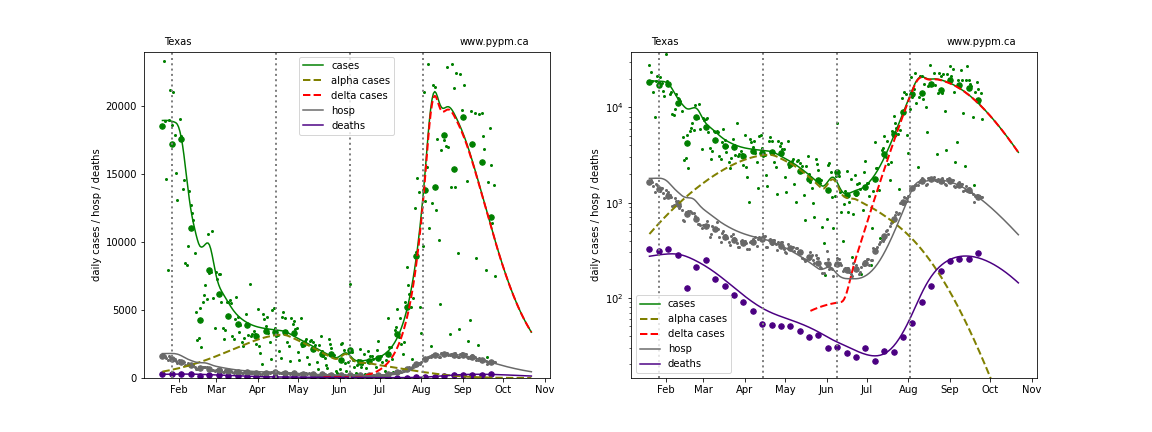 Texas
www.pypm.ca
daily cases / hosp / deaths
20000
15000
10000
5000
0
cases
alpha cases
delta cases
hosp
deaths
Feb Mar Apr May Jun Jul Aug Sep Oct Nov
Texas
www.pypm.ca
daily cases / hosp / deaths
10^4
10^3
10^2
cases
alpha cases
delta cases
hosp
deaths
Feb Mar Apr May Jun Jul Aug Sep Oct Nov